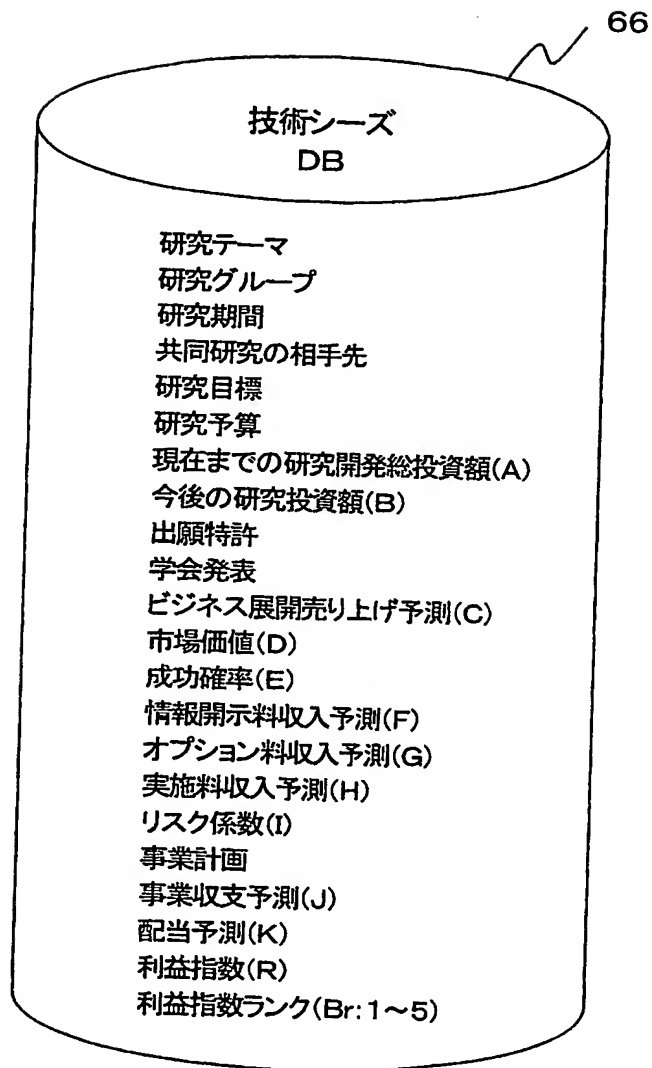 66
技術シーズ
DB
研究テーマ
研究グループ
研究期間
共同研究の相手先
研究目標
研究予算
現在までの研究開発総投資額(A)
今後の研究投資額(B)
出願特許
学会発表
ビジネス展開売り上げ予測(C)
市場価値(D)
成功確率(E)
情報開示料収入予測(F)
オプション料収入予測(G)
実施料収入予測(H)
リスク係数(I)
事業計画
事業収支予測(J)
配当予測(K)
利益指数(R)
利益指数ランク(Br:1～5)